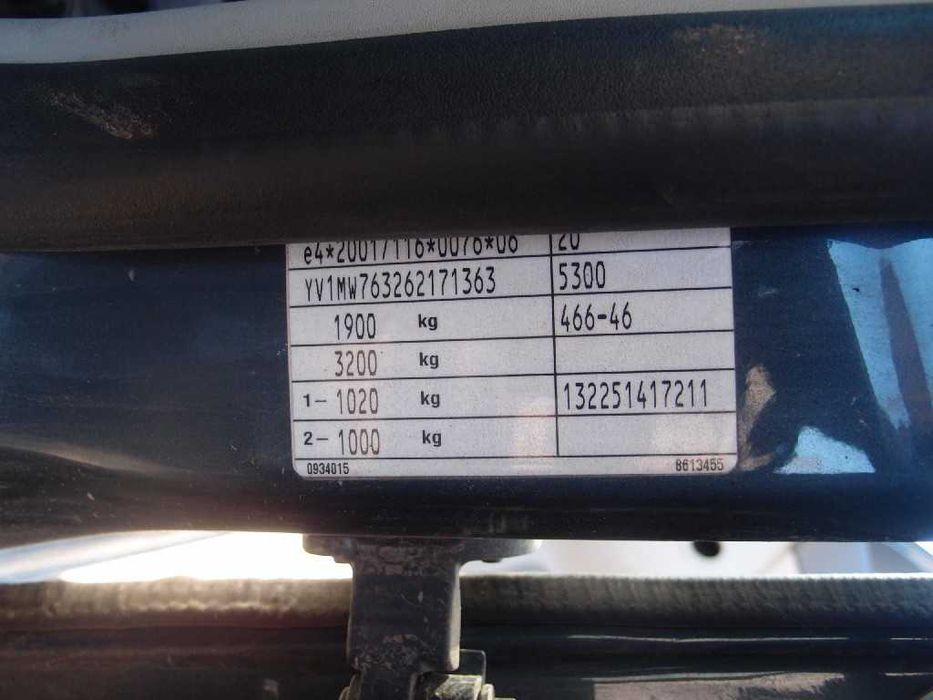 e4*2001/116*0076*06 20
YV1MW763262171363 5300
1900 kg 466-46
3200 kg
1- 1020 kg 132251417211
2- 1000 kg
0934015 8613455